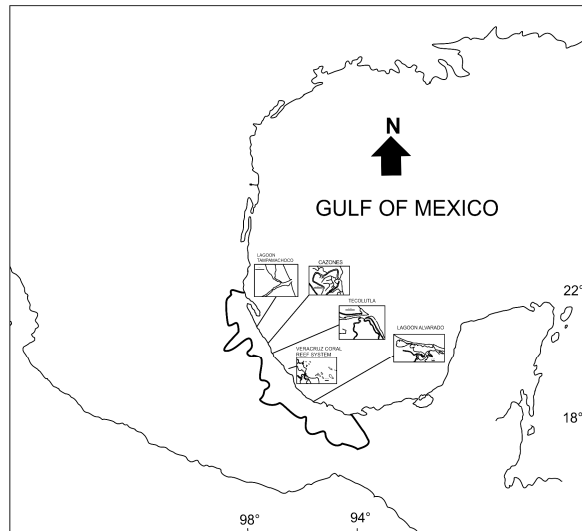 N
GULF OF MEXICO
LAGOON
TAMPAMACHOCO
CAZONES
TECOLUTLA
LAGOON ALVARADO
VERACRUZ CORAL
REEF SYSTEM
22°
18°
98°
94°